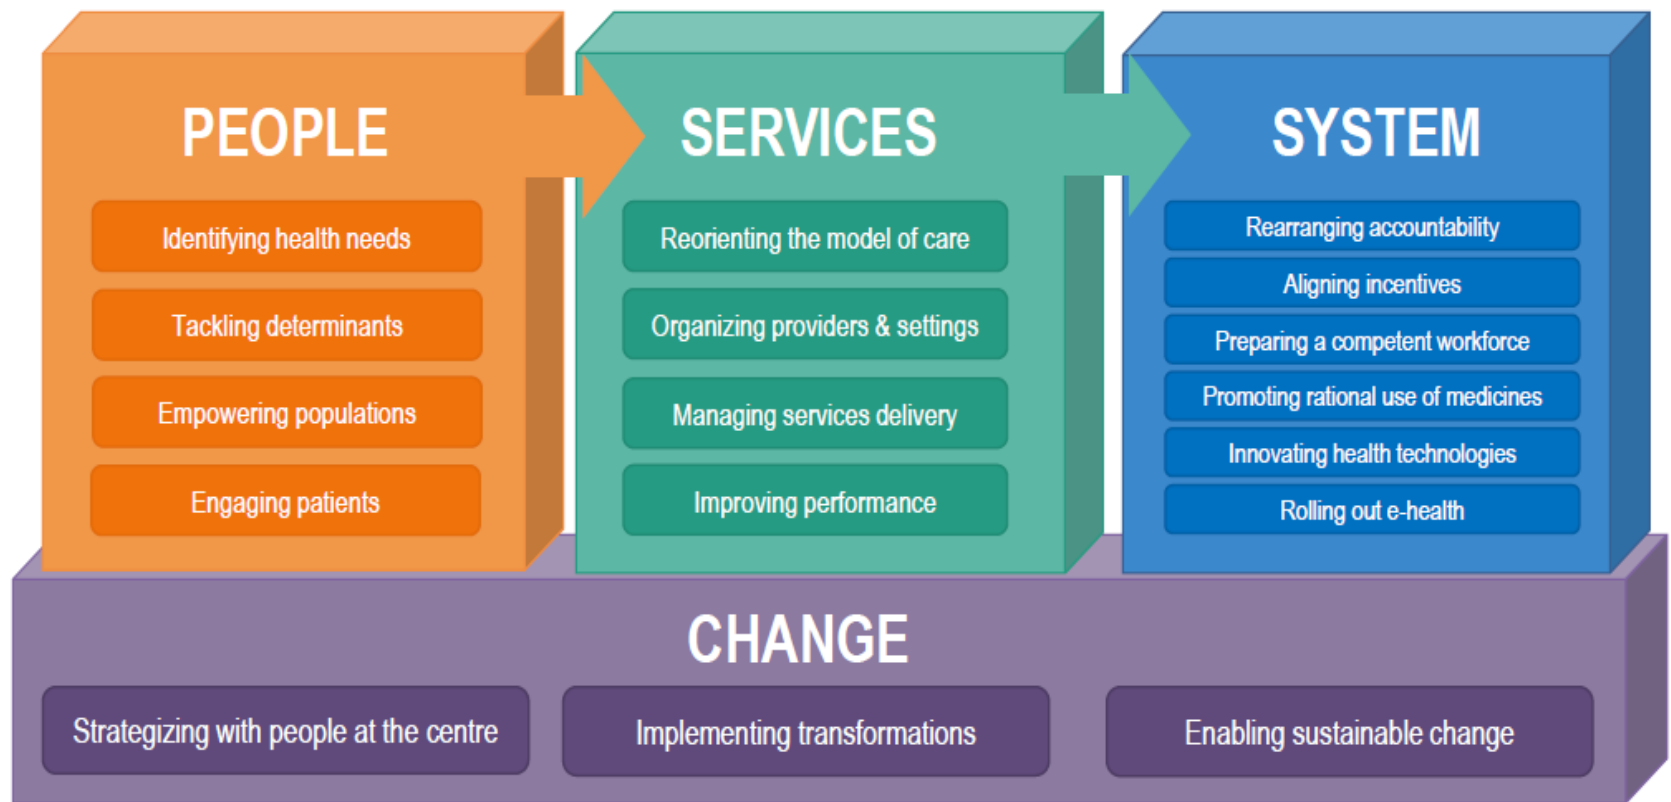 PEOPLE
Identifying health needs
Tackling determinants
Empowering populations
Engaging patients
SERVICES
Reorienting the model of care
Organizing providers & settings
Managing services delivery
Improving performance
SYSTEM
Rearranging accountability
Aligning incentives
Preparing a competent workforce
Promoting rational use of medicines
Innovating health technologies
Rolling out e-health
CHANGE
Strategizing with people at the centre
Implementing transformations
Enabling sustainable change